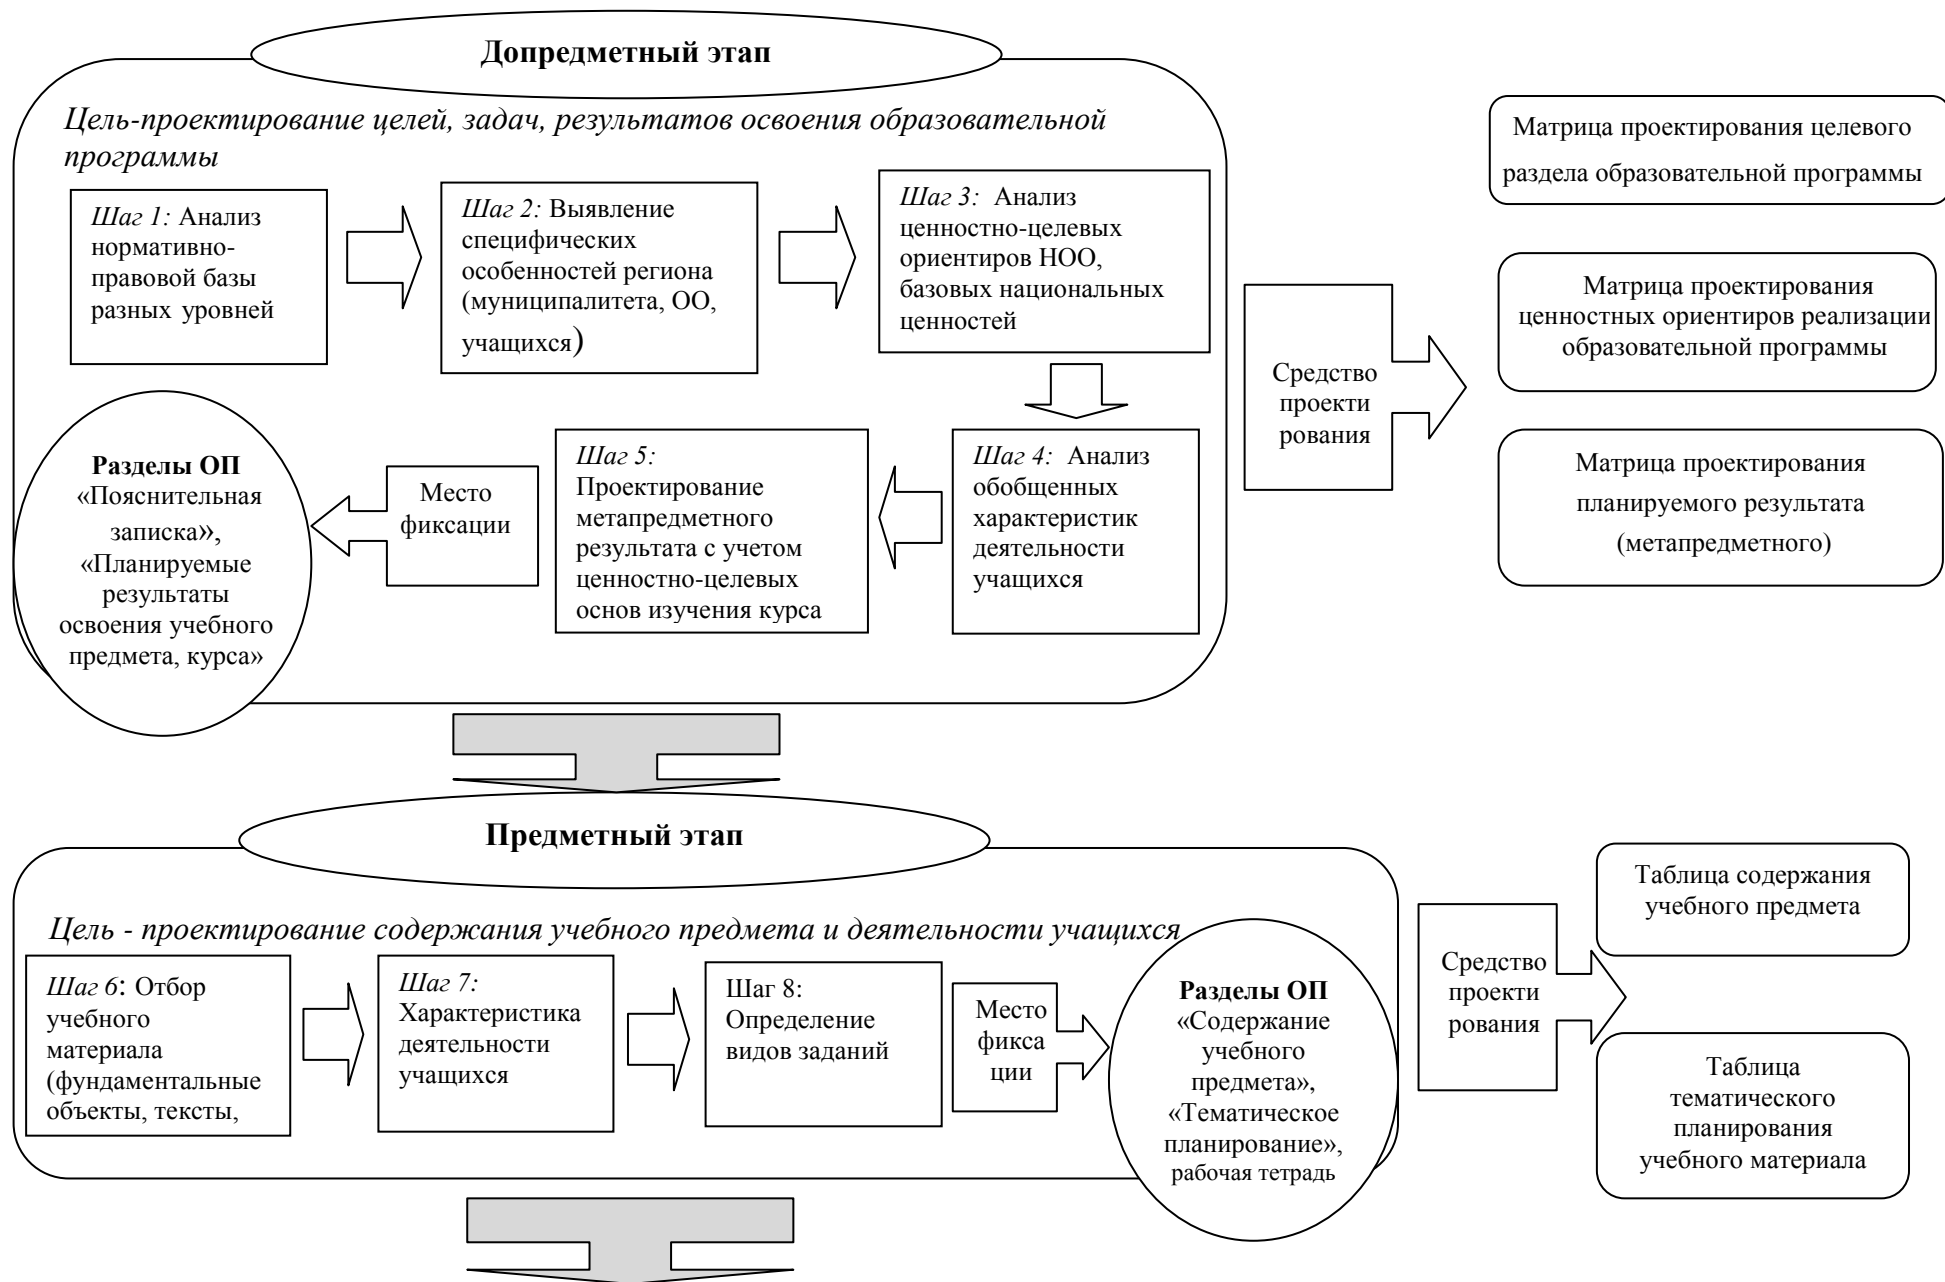 Допредметный этап
Цель-проектирование целей, задач, результатов освоения образовательной
программы
Шаг 1: Анализ
нормативно-
правовой базы
разных уровней
Шаг 2: Выявление
специфических
особенностей региона
(муниципалитета, ОО,
учащихся)
Шаг 3: Анализ
ценностно-целевых
ориентиров НОО,
базовых национальных
ценностей
Шаг 4: Анализ
обобщенных
характеристик
деятельности
учащихся
Шаг 5:
Проектирование
метапредметного
результата с учетом
ценностно-целевых
основ изучения курса
Место
фиксации
Разделы ОП
«Пояснительная
записка»,
«Планируемые
результаты
освоения учебного
предмета, курса»
Средство
проекти
рования
Матрица проектирования целевого
раздела образовательной программы
Матрица проектирования
ценностных ориентиров реализации
образовательной программы
Матрица проектирования
планируемого результата
(метапредметного)
Предметный этап
Цель - проектирование содержания учебного предмета и деятельности учащихся
Шаг 6: Отбор
учебного
материала
(фундаментальные
объекты, тексты,
Шаг 7:
Характеристика
деятельности
учащихся
Шаг 8:
Определение
видов заданий
Место
фикса
ции
Разделы ОП
«Содержание
учебного
предмета»,
«Тематическое
планирование»,
рабочая тетрадь
Средство
проекти
рования
Таблица содержания
учебного предмета
Таблица
тематического
планирования
учебного материала